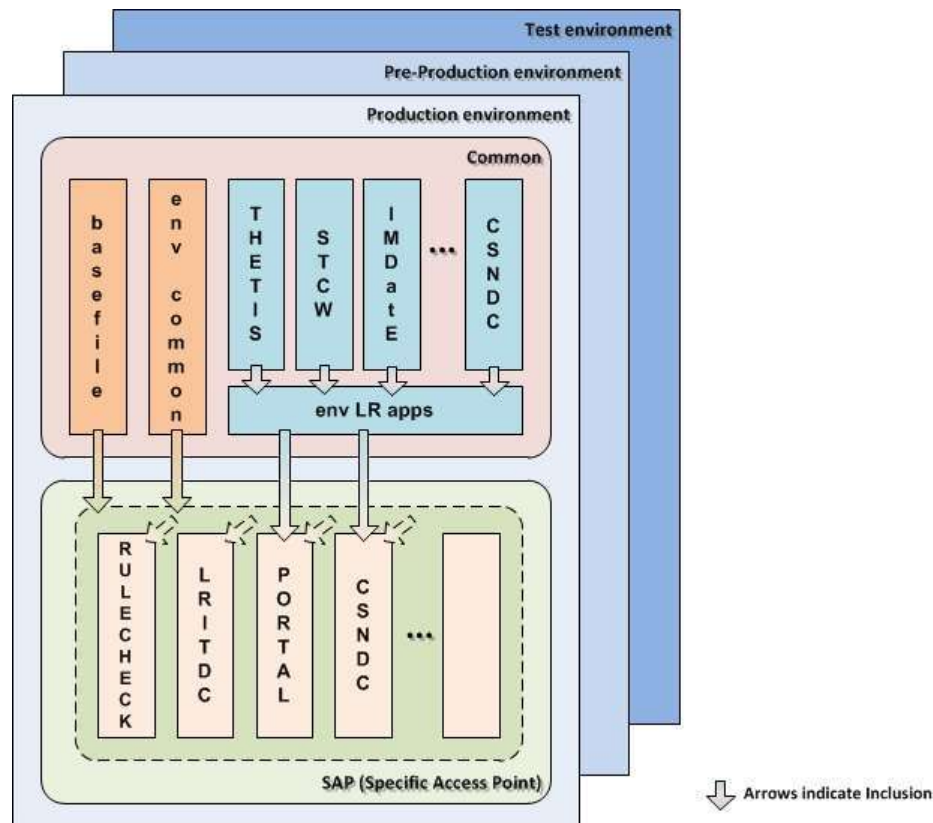 Test environment
Pre-Production environment
Production environment
Common
basefile
env common
THETIS
STCW
IMDatE
...
CSNDC
env LR apps
RULECHECK
LRITDC
PORTAL
CSNDC
...
SAP (Specific Access Point)
Arrows indicate Inclusion